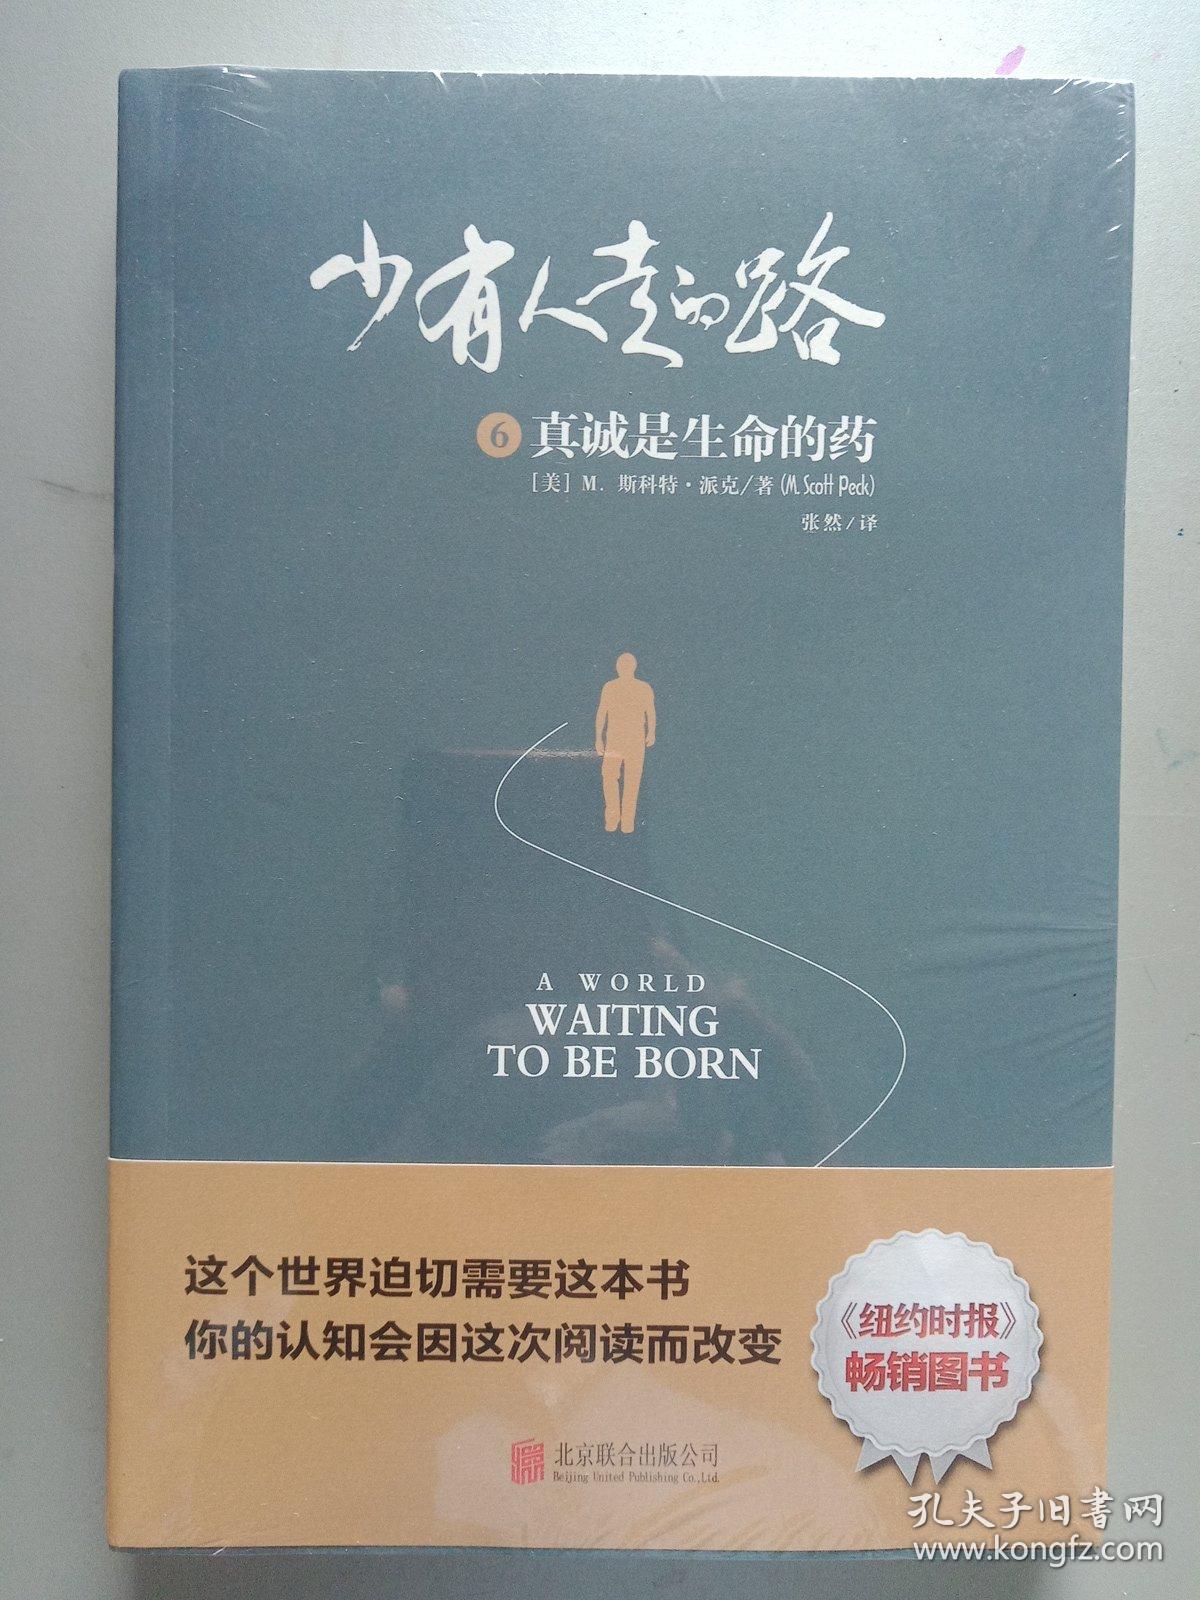 少有人走的路
6 真诚是生命的药
[美] M. 斯科特·派克/著 (M. Scott Peck)
张然/译
A WORLD
WAITING
TO BE BORN
这个世界迫切需要这本书
你的认知会因这次阅读而改变
《纽约时报》
畅销图书
北京联合出版公司
Beijing United Publishing Co.,Ltd.
孔夫子旧书网
www.kongfz.com